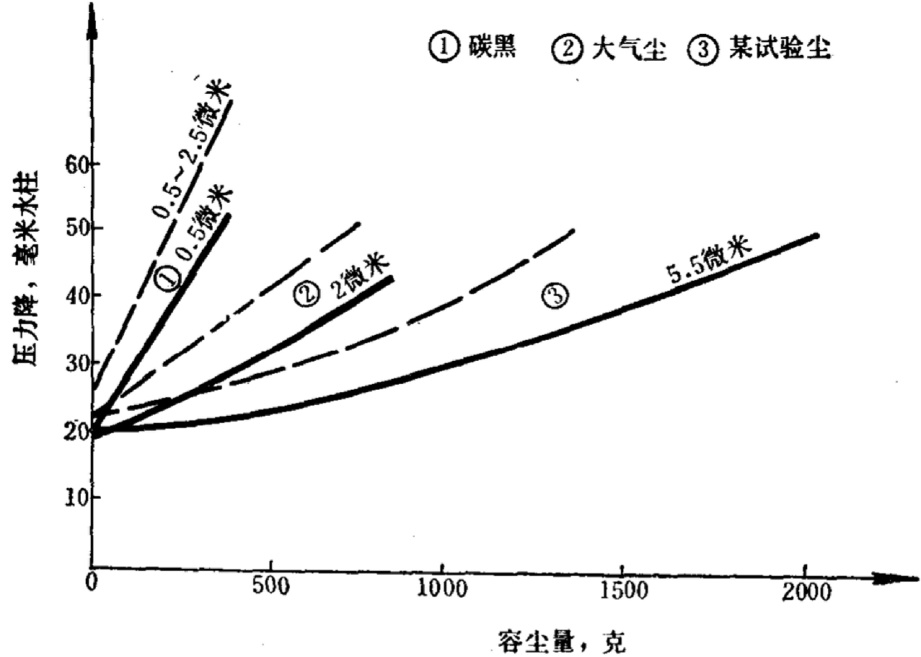 ① 碳黑 ② 大气尘 ③ 某试验尘
0.5~2.5微米
① 0.5微米
② 2微米
③
5.5微米
压力降，毫米水柱
60
50
40
30
20
10
0 500 1000 1500 2000
容尘量，克